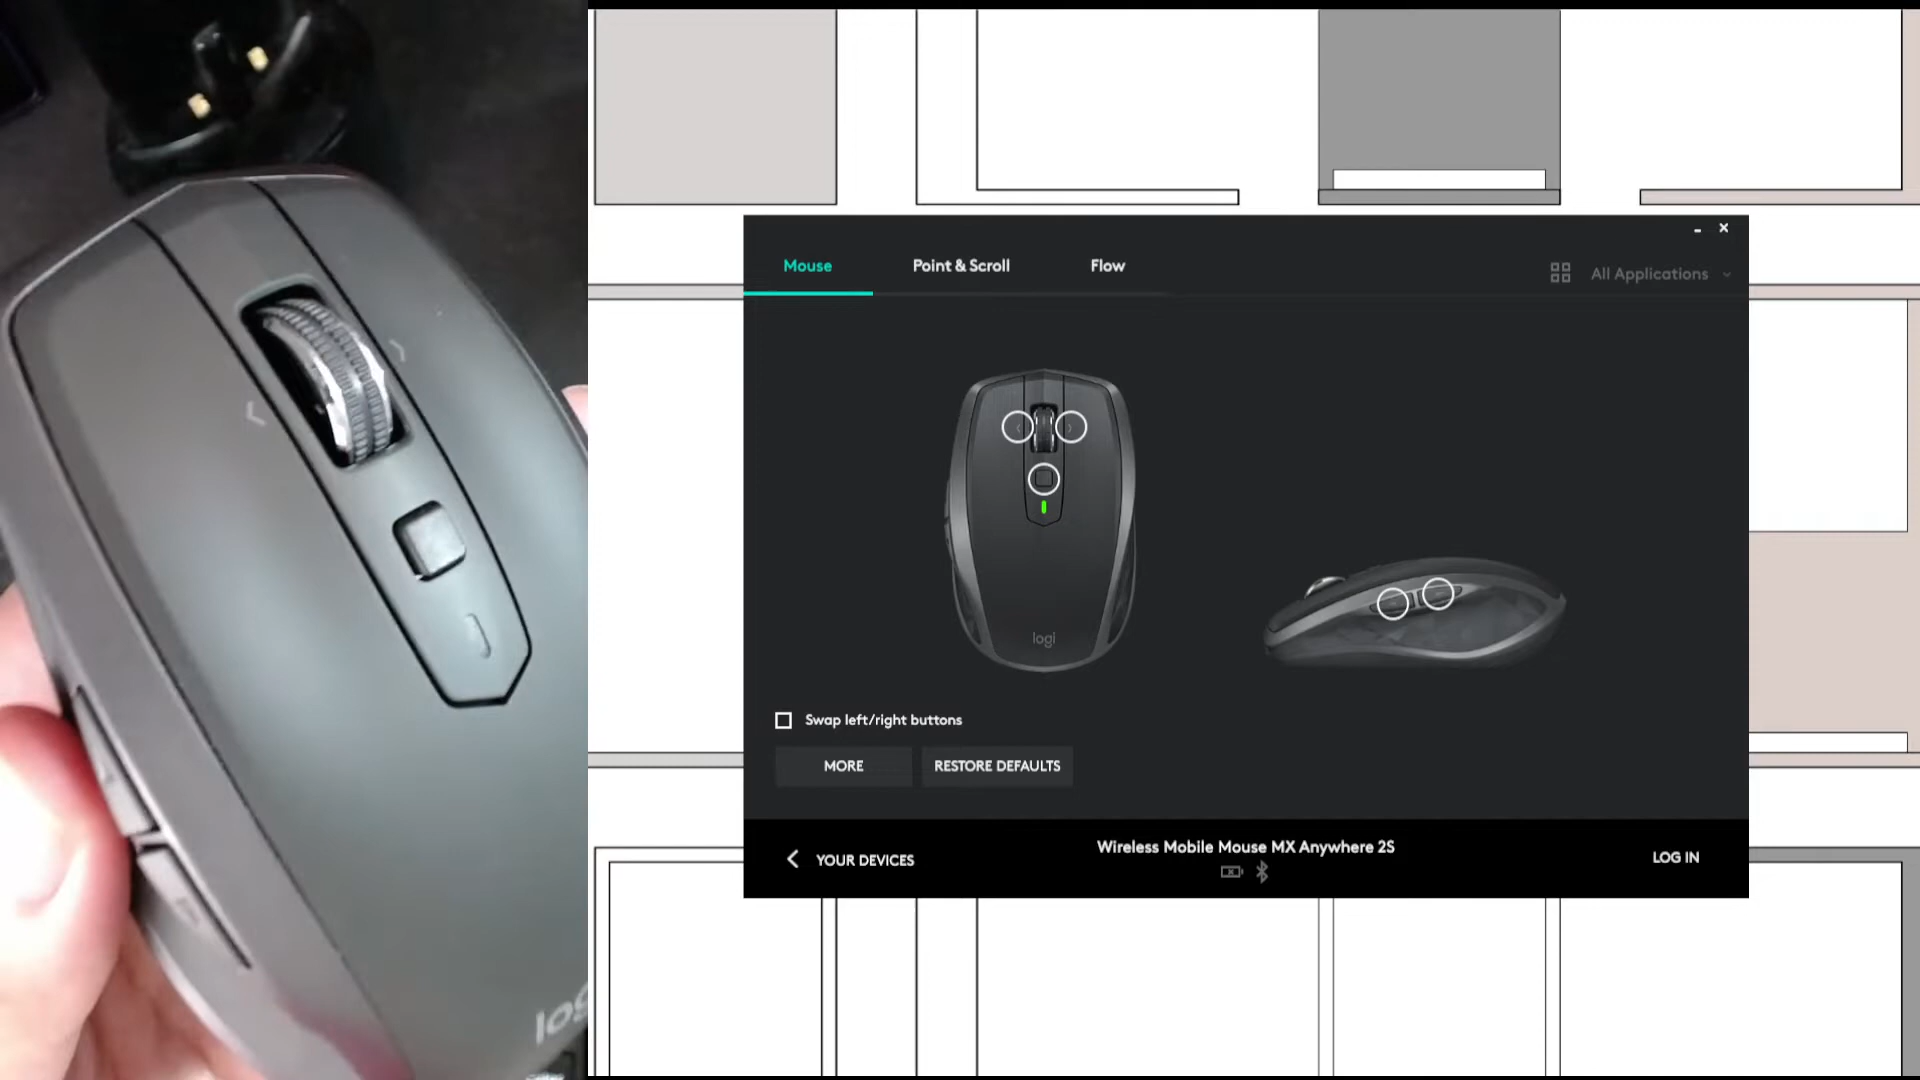 Mouse
Point & Scroll
Flow
All Applications
logi
Swap left/right buttons
MORE
RESTORE DEFAULTS
YOUR DEVICES
Wireless Mobile Mouse MX Anywhere 2S
LOG IN
log